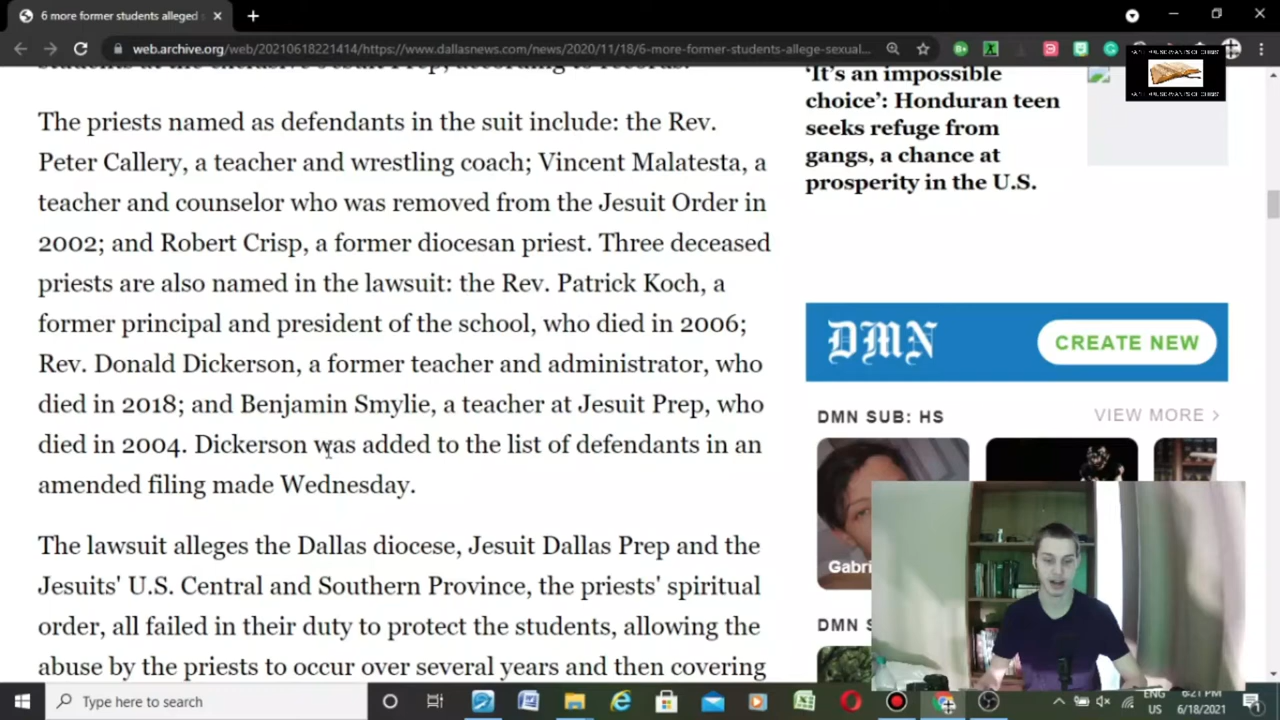 6 more former students alleged
web.archive.org/web/20210618221414/https://www.dallasnews.com/news/2020/11/18/6-more-former-students-allege-sexual...
The priests named as defendants in the suit include: the Rev.
Peter Callery, a teacher and wrestling coach; Vincent Malatesta, a
teacher and counselor who was removed from the Jesuit Order in
2002; and Robert Crisp, a former diocesan priest. Three deceased
priests are also named in the lawsuit: the Rev. Patrick Koch, a
former principal and president of the school, who died in 2006;
Rev. Donald Dickerson, a former teacher and administrator, who
died in 2018; and Benjamin Smylie, a teacher at Jesuit Prep, who
died in 2004. Dickerson was added to the list of defendants in an
amended filing made Wednesday.
The lawsuit alleges the Dallas diocese, Jesuit Dallas Prep and the
Jesuits' U.S. Central and Southern Province, the priests' spiritual
order, all failed in their duty to protect the students, allowing the
abuse by the priests to occur over several years and then covering
'It's an impossible
choice': Honduran teen
seeks refuge from
gangs, a chance at
prosperity in the U.S.
DMN
CREATE NEW
DMN SUB: HS
VIEW MORE >
Gabri
DMN S
Type here to search
ENG
US
6:21 PM
6/18/2021